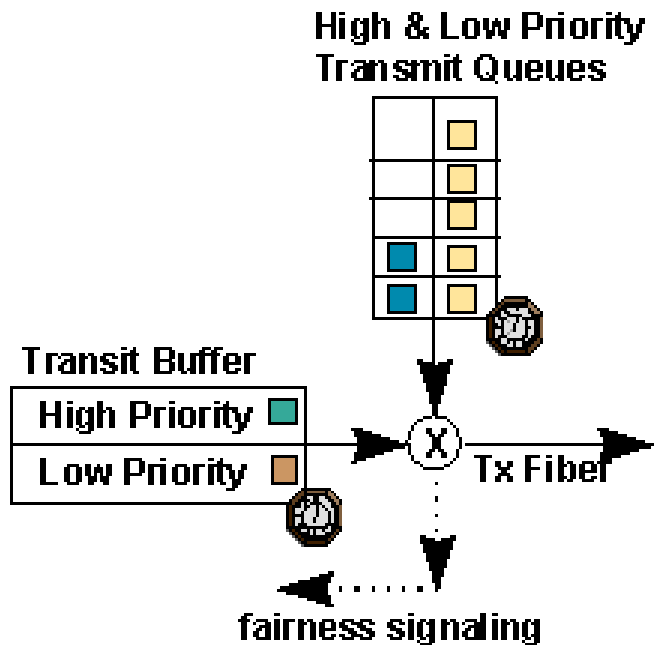 High & Low Priority
Transmit Queues
Transit Buffer
High Priority
Low Priority
X
Tx Fiber
fairness signaling